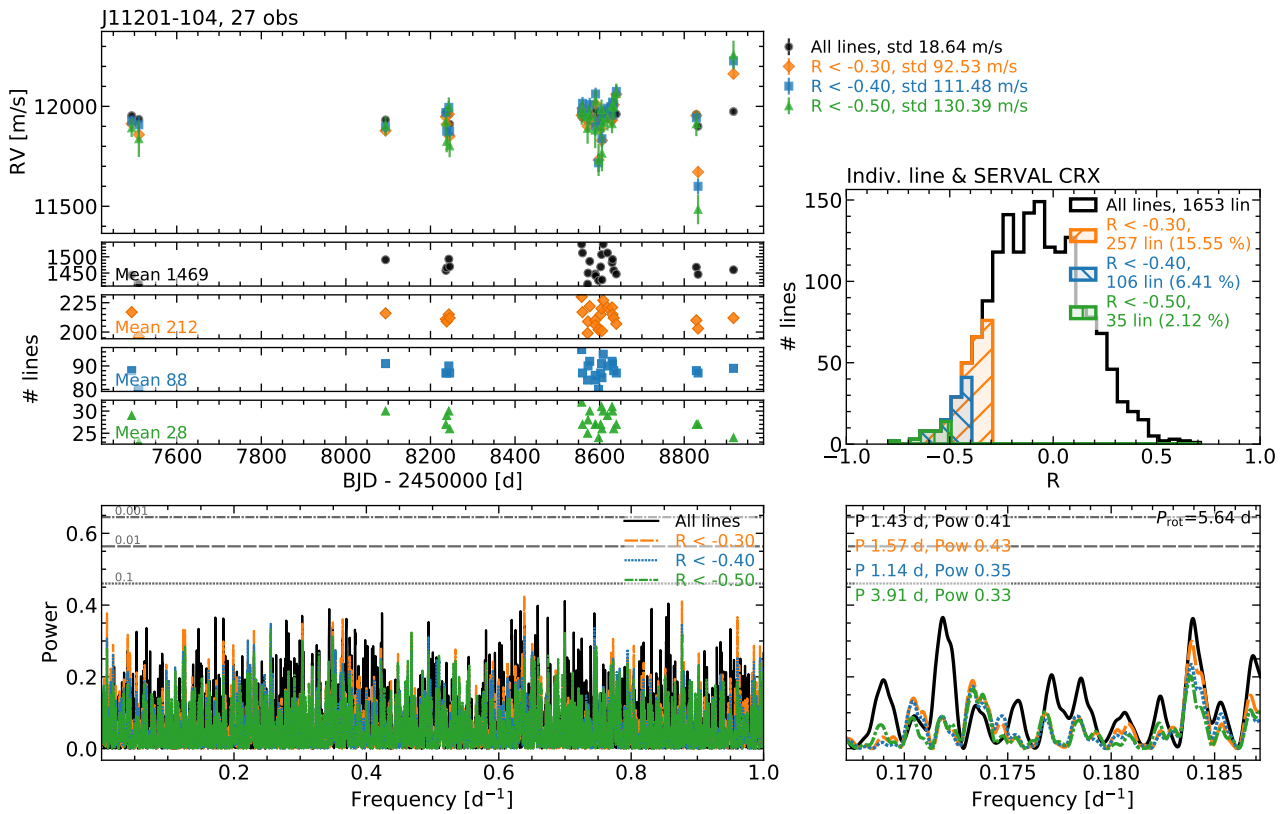 J11201-104, 27 obs
All lines, std 18.64 m/s
R < -0.30, std 92.53 m/s
R < -0.40, std 111.48 m/s
R < -0.50, std 130.39 m/s
RV [m/s]
12000
11500
1500
1450
Mean 1469
225
200
Mean 212
90
80
Mean 88
30
25
Mean 28
# lines
7600
7800
8000
8200
8400
8600
8800
BJD - 2450000 [d]
Indiv. line & SERVAL CRX
All lines, 1653 lin
R < -0.30,
257 lin (15.55 %)
R < -0.40,
106 lin (6.41 %)
R < -0.50,
35 lin (2.12 %)
# lines
150
100
50
0
−1.0
−0.5
0.0
0.5
1.0
R
0.001
0.01
0.1
All lines
R < -0.30
R < -0.40
R < -0.50
Power
0.6
0.4
0.2
0.0
0.2
0.4
0.6
0.8
1.0
Frequency [d⁻¹]
P 1.43 d, Pow 0.41
P 1.57 d, Pow 0.43
P 1.14 d, Pow 0.35
P 3.91 d, Pow 0.33
Prot=5.64 d
0.170
0.175
0.180
0.185
Frequency [d⁻¹]